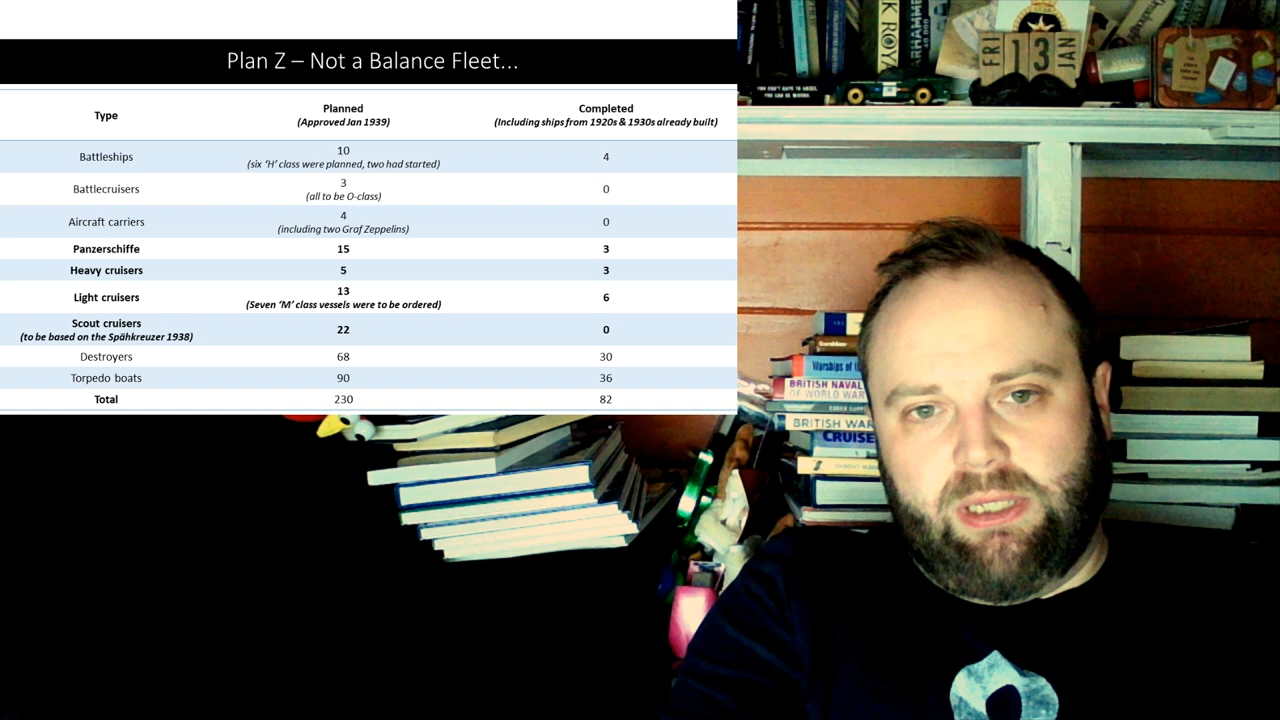 Plan Z – Not a Balance Fleet...
Type
Planned
(Approved Jan 1939)
Completed
(Including ships from 1920s & 1930s already built)
Battleships
10
(six ‘H’ class were planned, two had started)
4
Battlecruisers
3
(all to be O-class)
0
Aircraft carriers
4
(including two Graf Zeppelins)
0
Panzerschiffe
15
3
Heavy cruisers
5
3
Light cruisers
13
(Seven ‘M’ class vessels were to be ordered)
6
Scout cruisers
(to be based on the Spähkreuzer 1938)
22
0
Destroyers
68
30
Torpedo boats
90
36
Total
230
82
FRI 13 JAN
BRITISH NAVAL
OF WORLD WAR
BRITISH WAR
CRUISE